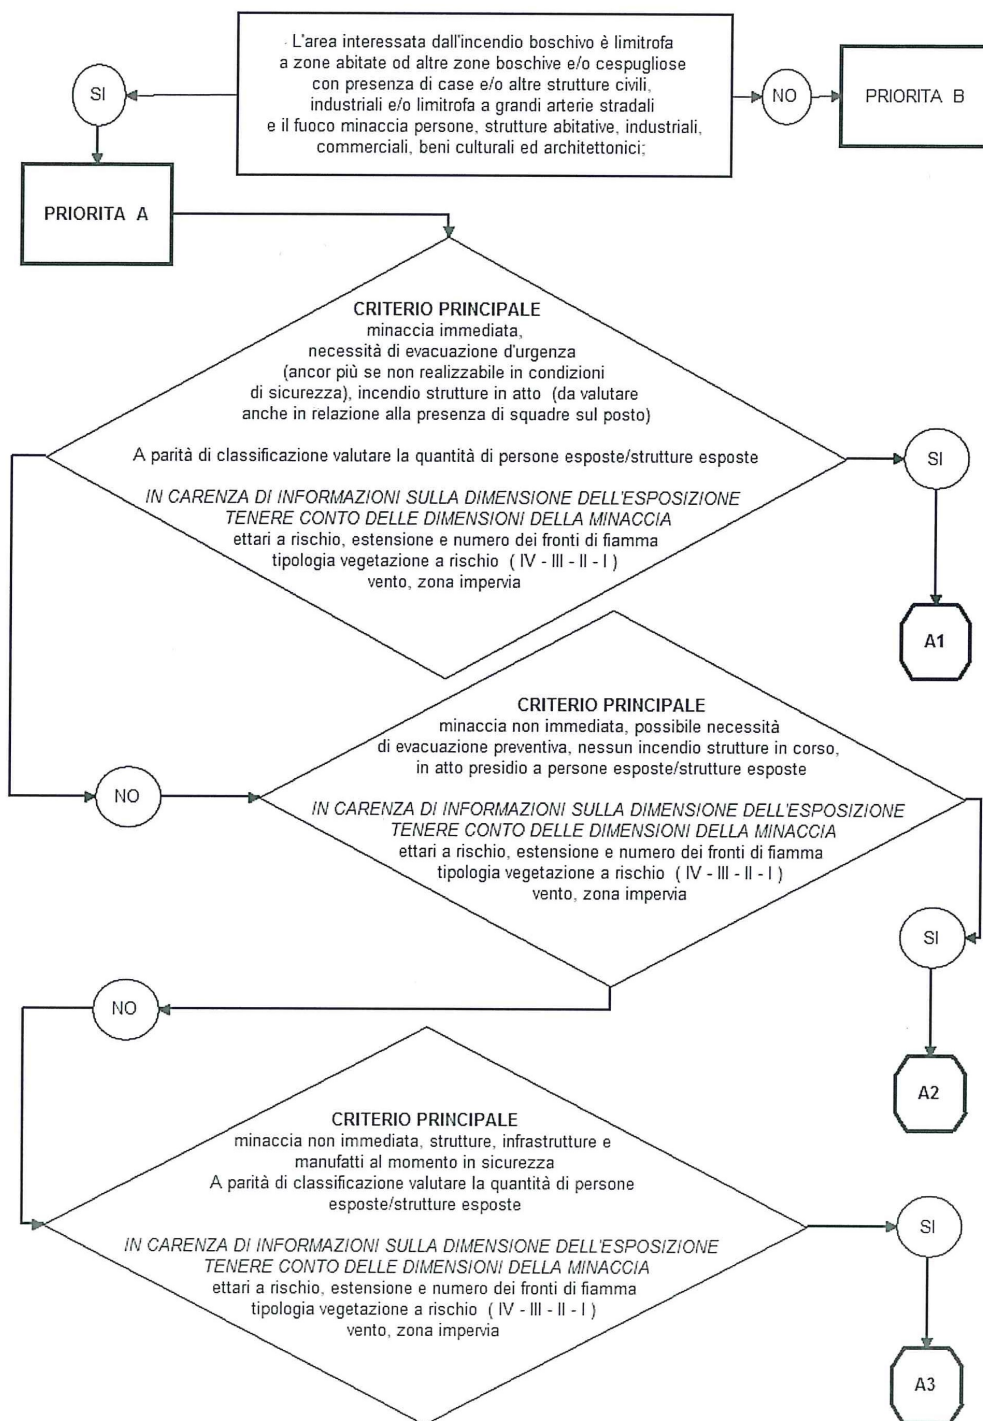 L'area interessata dall'incendio boschivo è limitrofa
a zone abitate od altre zone boschive e/o cespugliose
con presenza di case e/o altre strutture civili,
industriali e/o limitrofa a grandi arterie stradali
e il fuoco minaccia persone, strutture abitative, industriali,
commerciali, beni culturali ed architettonici;
SI
NO
PRIORITA B
PRIORITA A
CRITERIO PRINCIPALE
minaccia immediata,
necessità di evacuazione d'urgenza
(ancor più se non realizzabile in condizioni
di sicurezza), incendio strutture in atto (da valutare
anche in relazione alla presenza di squadre sul posto)
A parità di classificazione valutare la quantità di persone esposte/strutture esposte
IN CARENZA DI INFORMAZIONI SULLA DIMENSIONE DELL'ESPOSIZIONE
TENERE CONTO DELLE DIMENSIONI DELLA MINACCIA
ettari a rischio, estensione e numero dei fronti di fiamma
tipologia vegetazione a rischio ( IV - III - II - I )
vento, zona impervia
SI
A1
NO
CRITERIO PRINCIPALE
minaccia non immediata, possibile necessità
di evacuazione preventiva, nessun incendio strutture in corso,
in atto presidio a persone esposte/strutture esposte
IN CARENZA DI INFORMAZIONI SULLA DIMENSIONE DELL'ESPOSIZIONE
TENERE CONTO DELLE DIMENSIONI DELLA MINACCIA
ettari a rischio, estensione e numero dei fronti di fiamma
tipologia vegetazione a rischio ( IV - III - II - I )
vento, zona impervia
SI
A2
NO
CRITERIO PRINCIPALE
minaccia non immediata, strutture, infrastrutture e
manufatti al momento in sicurezza
A parità di classificazione valutare la quantità di persone
esposte/strutture esposte
IN CARENZA DI INFORMAZIONI SULLA DIMENSIONE DELL'ESPOSIZIONE
TENERE CONTO DELLE DIMENSIONI DELLA MINACCIA
ettari a rischio, estensione e numero dei fronti di fiamma
tipologia vegetazione a rischio ( IV - III - II - I )
vento, zona impervia
SI
A3